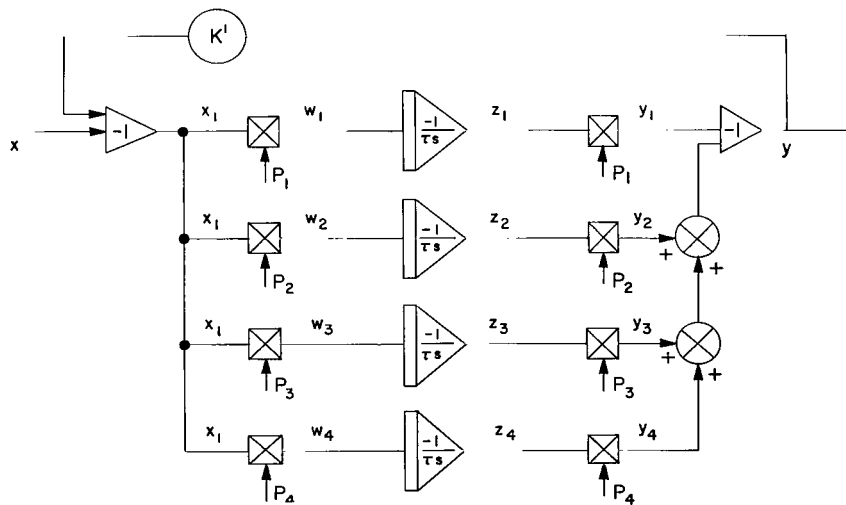 K'
x
-1
x₁
w₁
-1
τs
z₁
y₁
-1
y
P₁
P₁
x₁
w₂
-1
τs
z₂
y₂
+
+
P₂
P₂
x₁
w₃
-1
τs
z₃
y₃
+
+
P₃
P₃
x₁
w₄
-1
τs
z₄
y₄
P₄
P₄